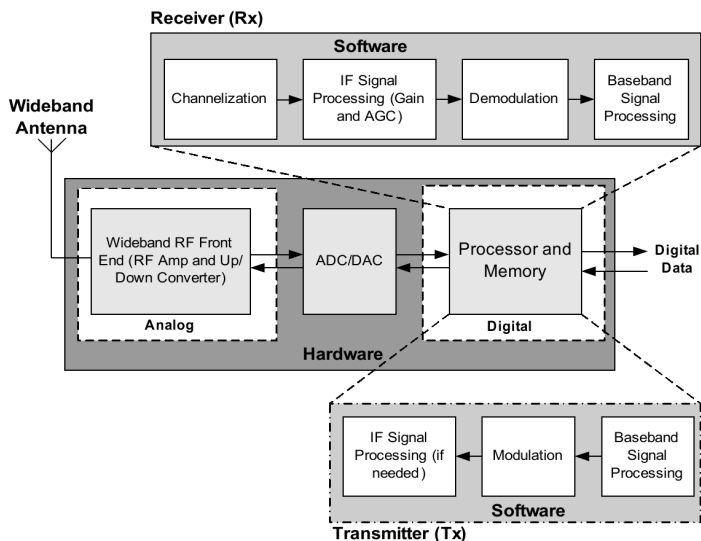 Receiver (Rx)
Software
Channelization
IF Signal
Processing (Gain
and AGC)
Demodulation
Baseband
Signal
Processing
Wideband
Antenna
Wideband RF Front
End (RF Amp and Up/
Down Converter)
Analog
ADC/DAC
Processor and
Memory
Digital
Digital
Data
Hardware
IF Signal
Processing (if
needed)
Modulation
Baseband
Signal
Processing
Software
Transmitter (Tx)